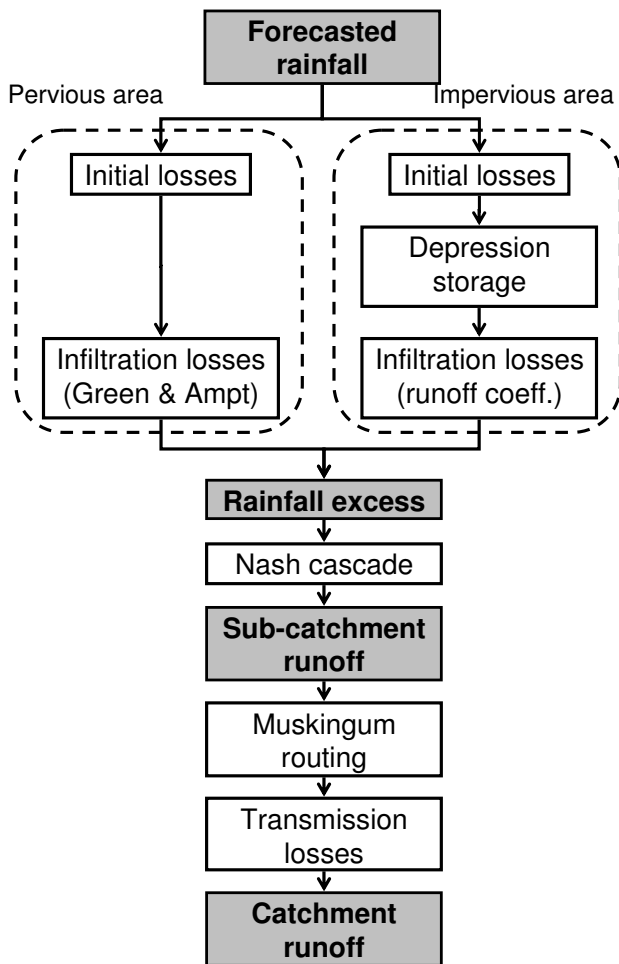 Forecasted
rainfall
Pervious area
Impervious area
Initial losses
Initial losses
Depression
storage
Infiltration losses
(Green & Ampt)
Infiltration losses
(runoff coeff.)
Rainfall excess
Nash cascade
Sub-catchment
runoff
Muskingum
routing
Transmission
losses
Catchment
runoff